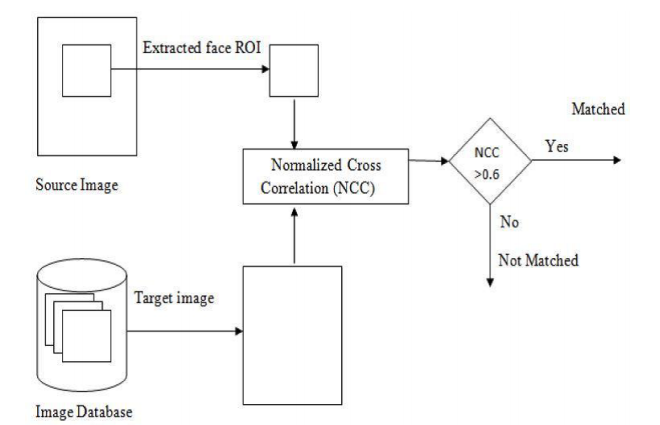 Extracted face ROI
Source Image
Normalized Cross
Correlation (NCC)
NCC
>0.6
Matched
Yes
No
Not Matched
Target image
Image Database